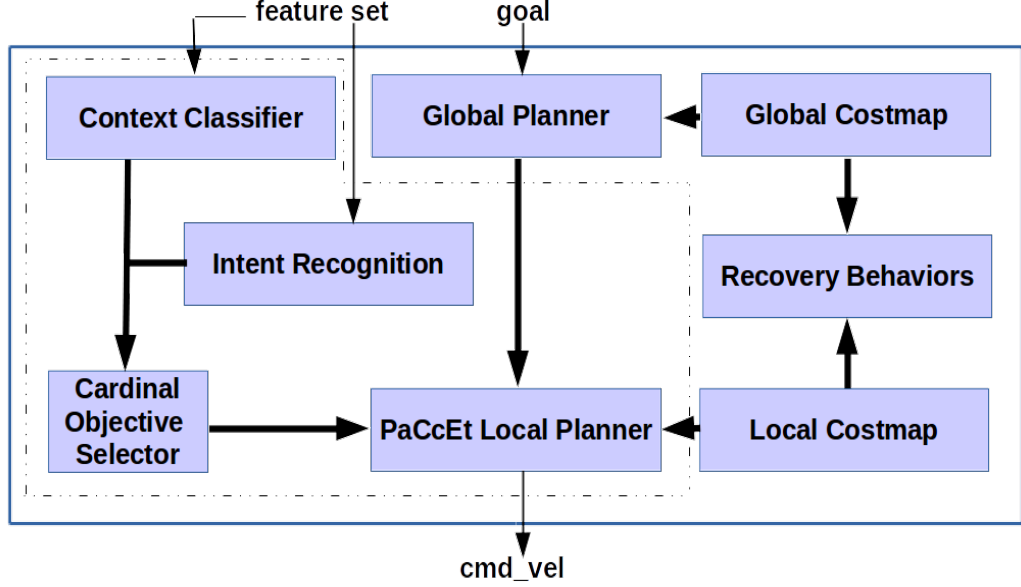 feature set
goal
Context Classifier
Global Planner
Global Costmap
Intent Recognition
Recovery Behaviors
Cardinal
Objective
Selector
PaCcEt Local Planner
Local Costmap
cmd_vel